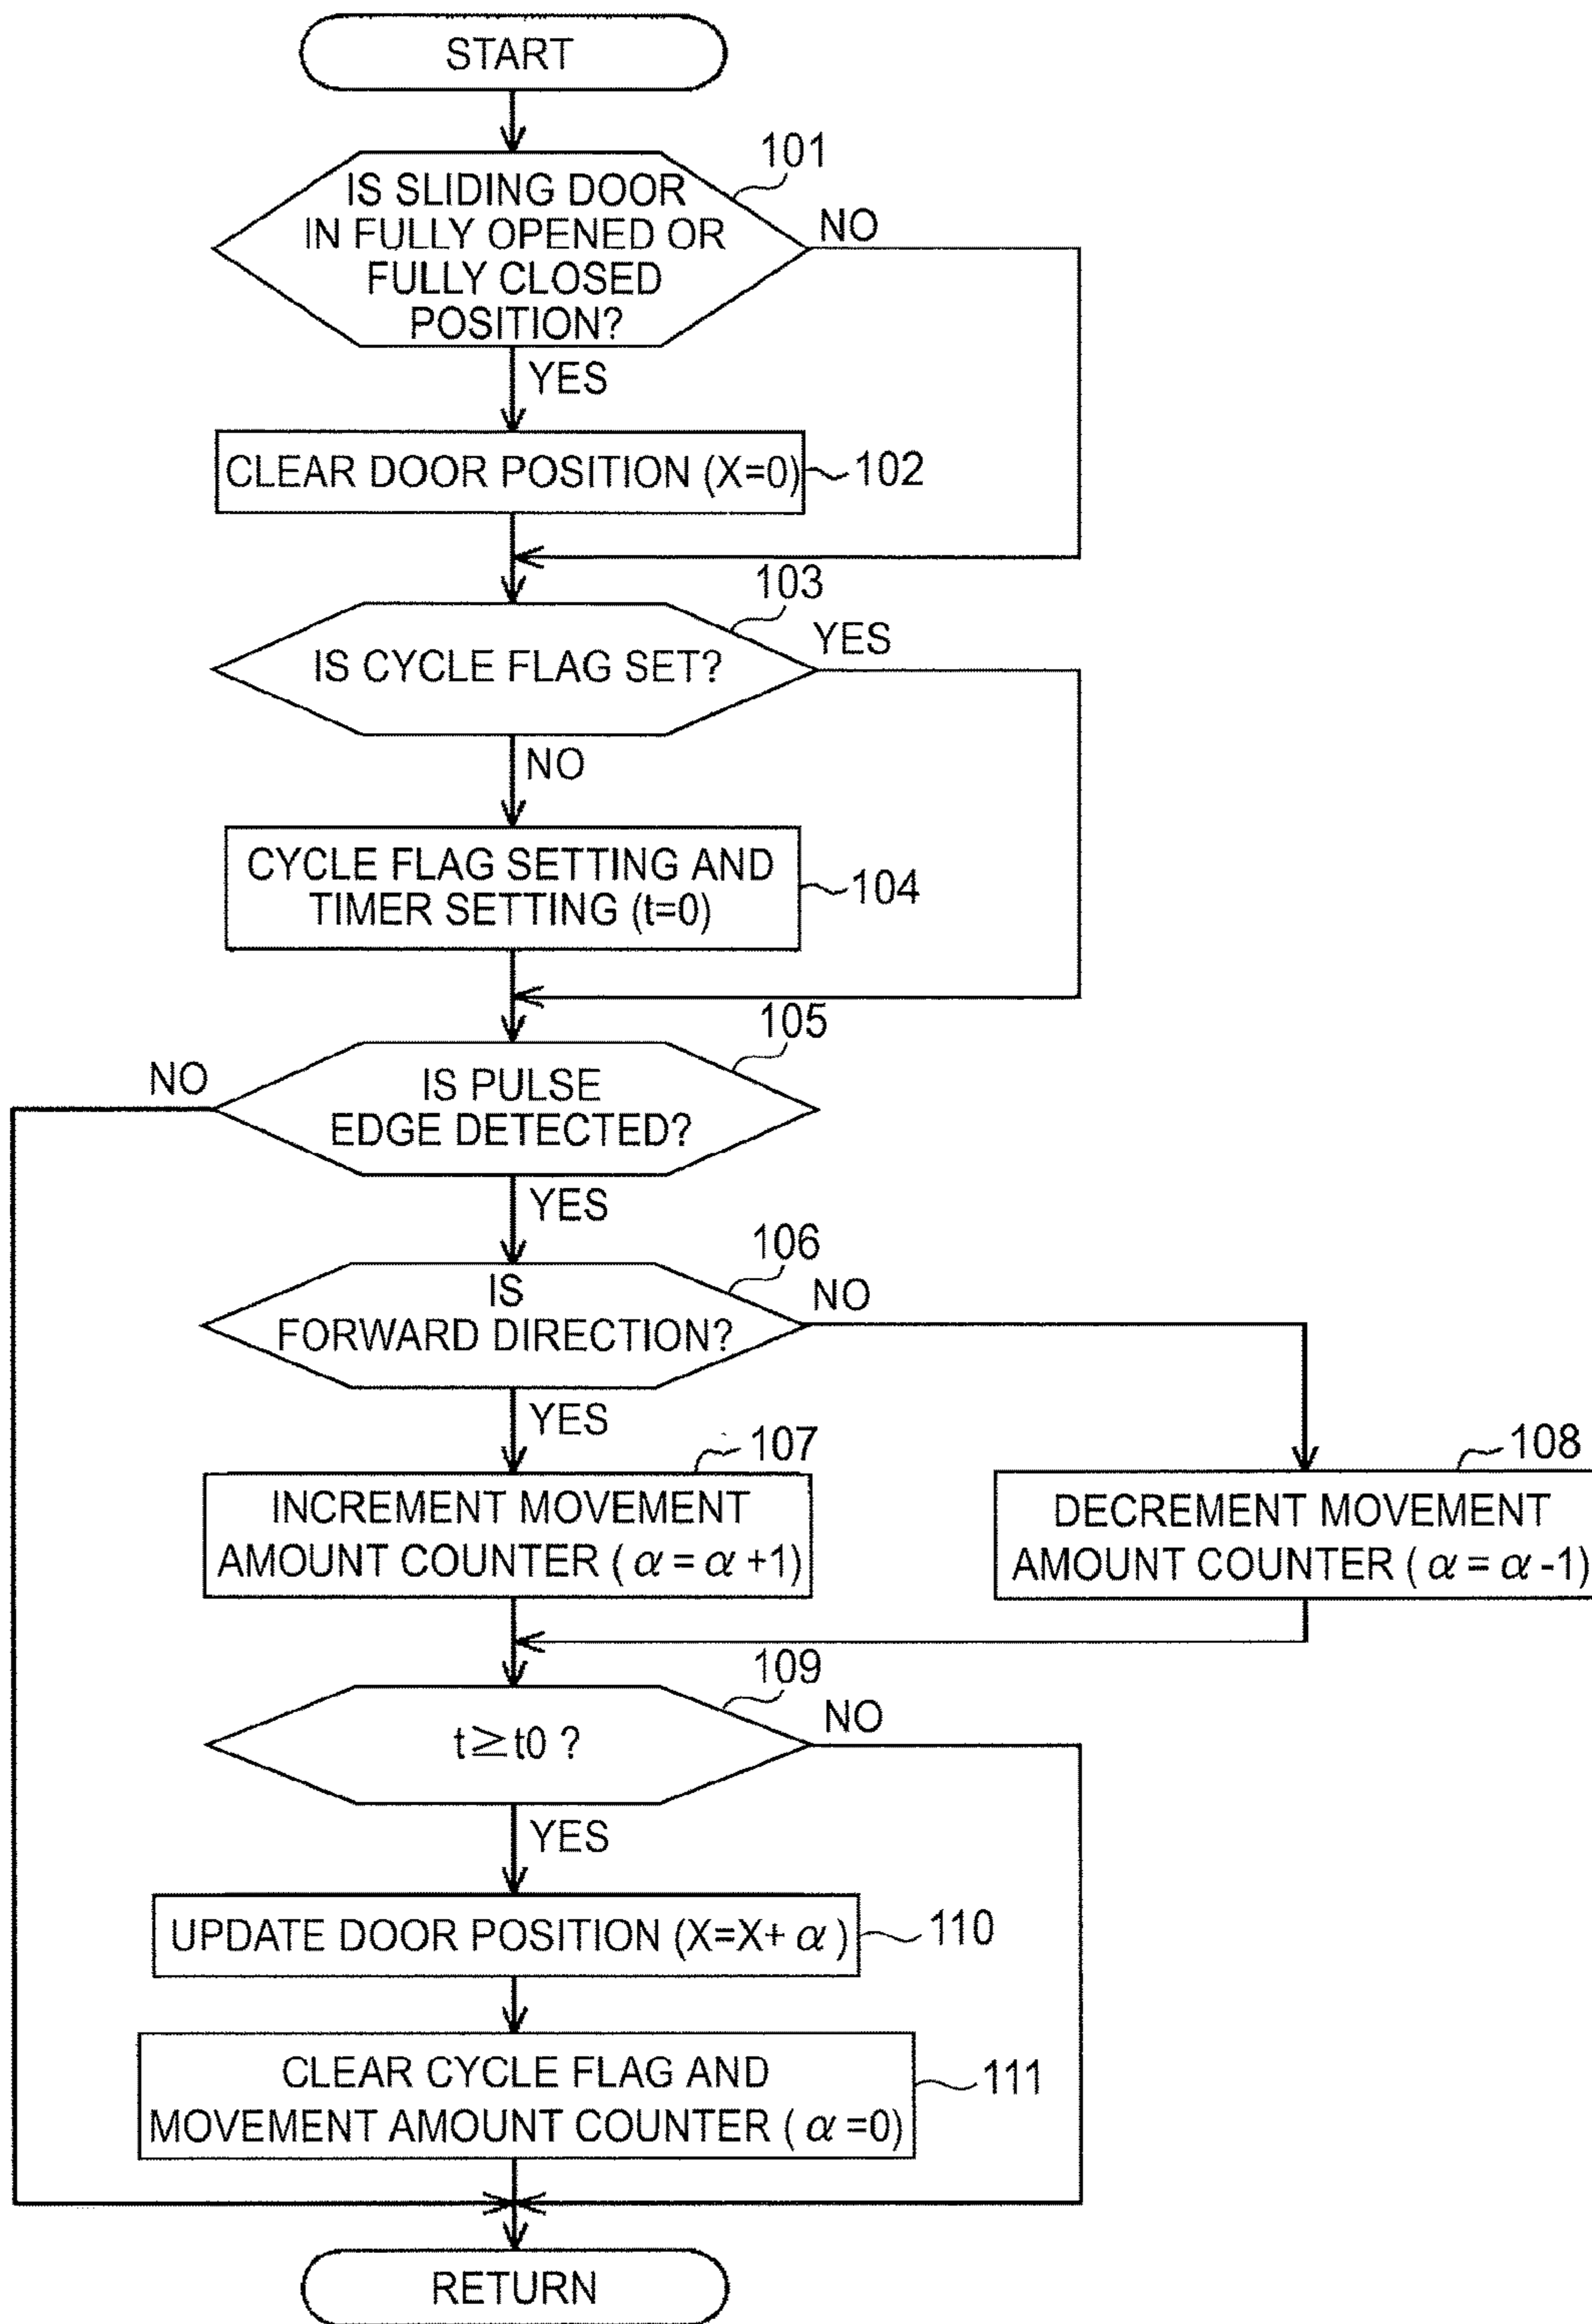 START
101
IS SLIDING DOOR
IN FULLY OPENED OR
FULLY CLOSED
POSITION?
NO
YES
CLEAR DOOR POSITION (X=0)
102
103
IS CYCLE FLAG SET?
YES
NO
CYCLE FLAG SETTING AND
TIMER SETTING (t=0)
104
105
IS PULSE
EDGE DETECTED?
NO
YES
106
IS
FORWARD DIRECTION?
NO
YES
107
INCREMENT MOVEMENT
AMOUNT COUNTER ( α = α +1)
108
DECREMENT MOVEMENT
AMOUNT COUNTER ( α = α -1)
109
t≧t0 ?
NO
YES
UPDATE DOOR POSITION (X=X+ α )
110
CLEAR CYCLE FLAG AND
MOVEMENT AMOUNT COUNTER ( α =0)
111
RETURN